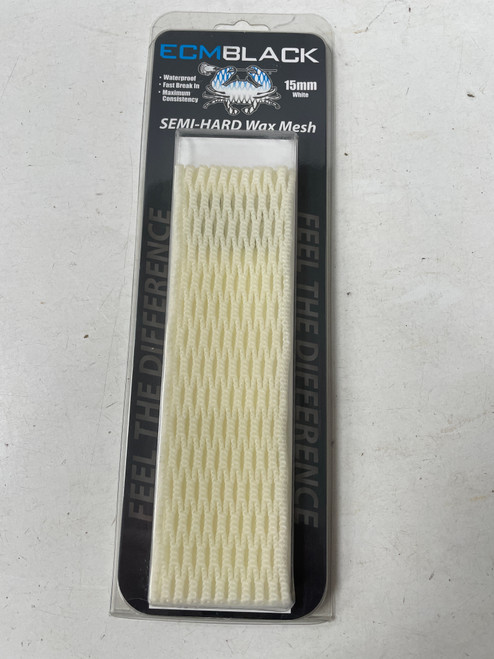 ECMBLACK
• Waterproof
• Fast Break In
• Maximum
Consistency
15mm
White
SEMI-HARD Wax Mesh
FEEL THE DIFFERENCE
FEEL THE DIFFERENCE